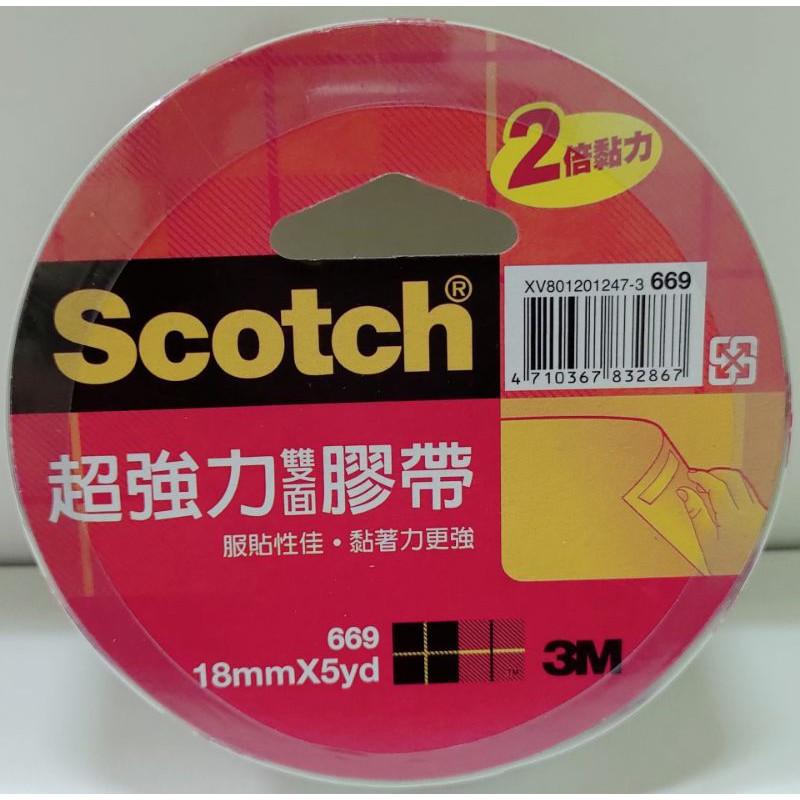 2倍黏力
XV801201247-3 669
Scotch®
4 710367 832867
超強力雙面膠帶
服貼性佳・黏著力更強
669
18mmX5yd
TM
3M